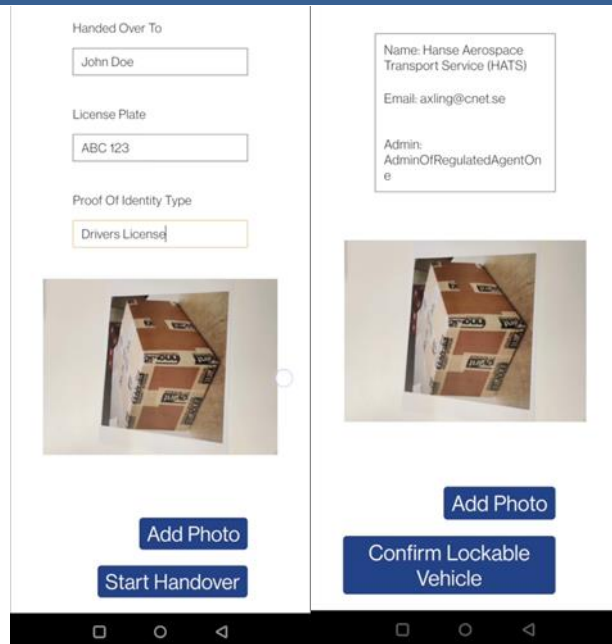 Handed Over To
John Doe
License Plate
ABC 123
Proof Of Identity Type
Drivers License
Add Photo
Start Handover
Name: Hanse Aerospace
Transport Service (HATS)
Email: axling@cnet.se
Admin:
AdminOfRegulatedAgentOn
e
Add Photo
Confirm Lockable
Vehicle